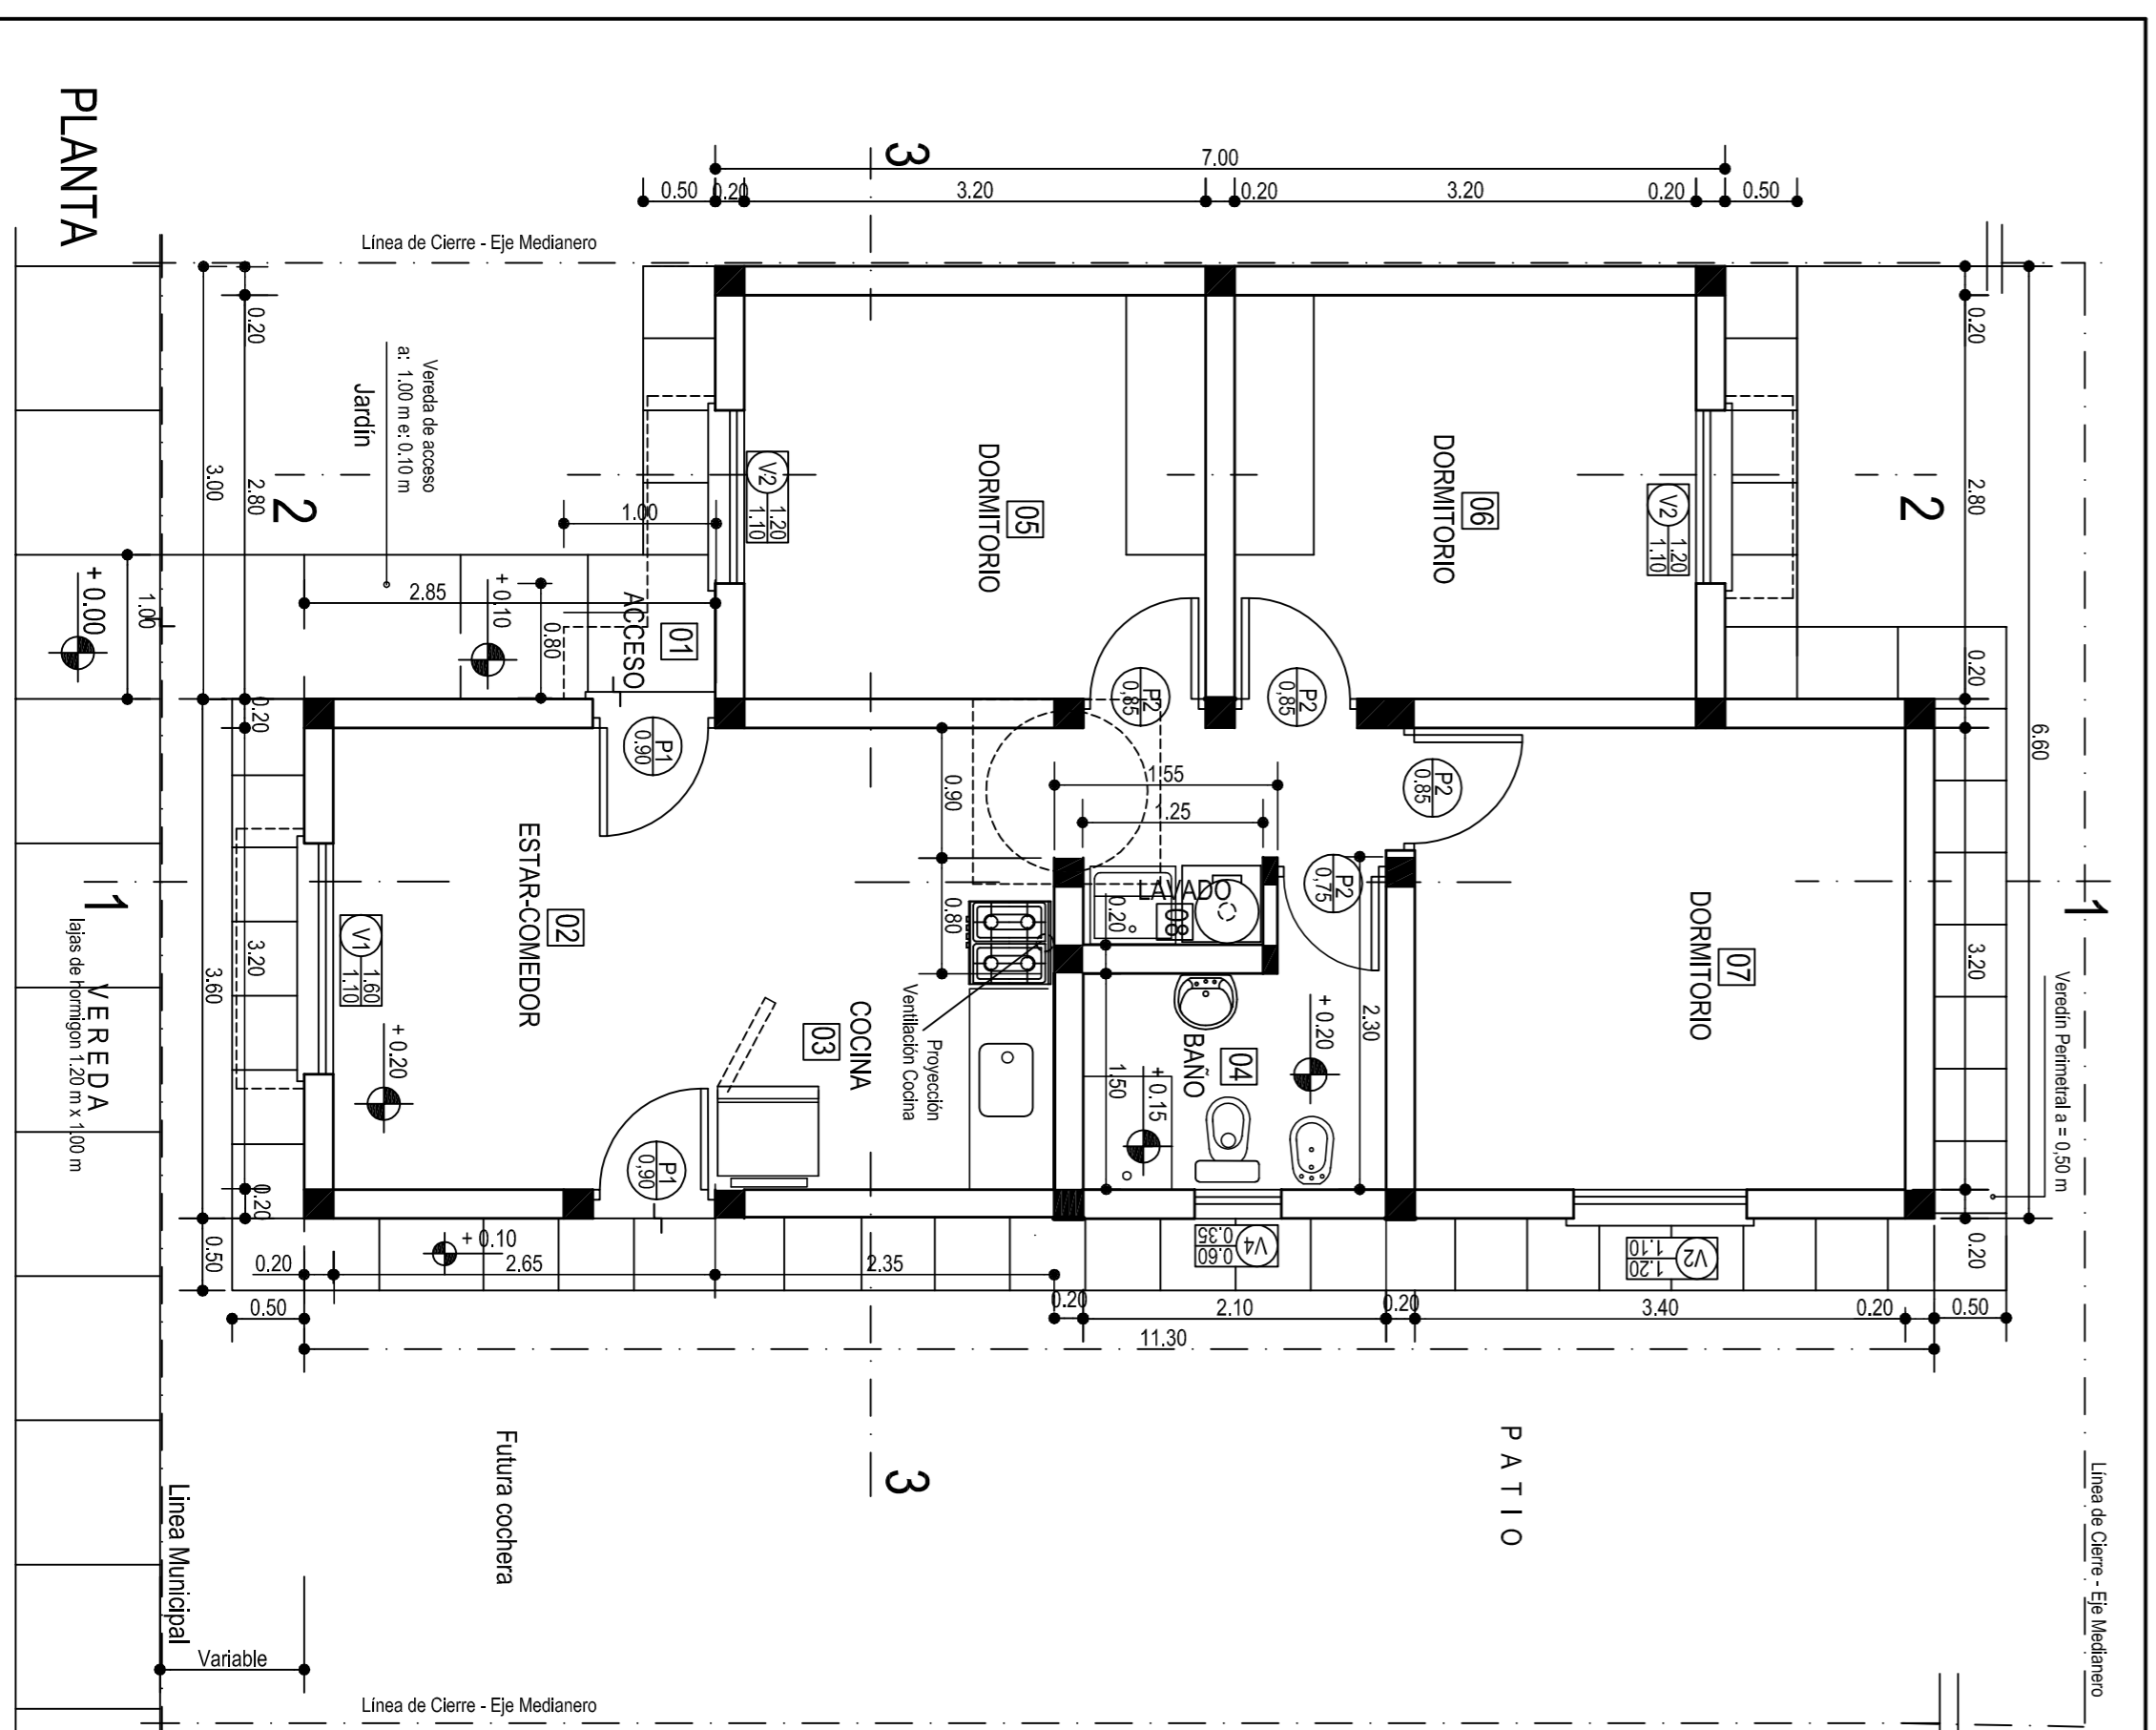 PLANTA
3
7.00
0.50
0.20
3.20
0.20
3.20
0.20
0.50
Línea de Cierre - Eje Medianero
0.20
2.80
3.00
2
Vereda de acceso
a: 1.00 m e: 0.10 m
Jardín
V2
1.20
1.10
05
DORMITORIO
06
DORMITORIO
V2
1.20
1.10
2
0.20
2.80
0.20
6.60
1.00
2.85
+ 0.10
0.80
01
ACCESO
+ 0.00
1.00
P2
0,85
P2
0,85
0.20
P1
0.90
0.90
1.55
1.25
P2
0.85
P2
0,75
ESTAR-COMEDOR
02
0.80
LAVADO
08
0.20
DORMITORIO
07
1
1
3.20
Veredín Perimetral a = 0,50 m
V1
1.60
1.10
3.20
3.60
VEREDA
lajas de hormigon 1.20 m x 1.00 m
+ 0.20
COCINA
03
Proyección
Ventilación Cocina
BAÑO
04
+ 0.20
2.30
1.50
+ 0.15
P1
0,90
0.20
0.50
0.20
+ 0.10
2.65
2.35
V4
0.60
0.35
V2
1.20
1.10
0.20
0.50
0.20
2.10
0.20
3.40
0.20
0.50
11.30
3
Futura cochera
PATIO
Línea de Cierre - Eje Medianero
Linea Municipal
Variable
Línea de Cierre - Eje Medianero